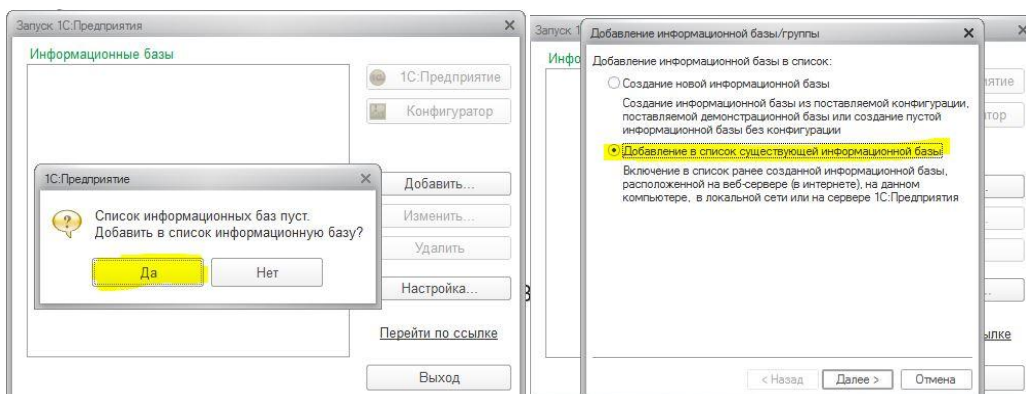 Запуск 1С:Предприятия
Информационные базы
1С:Предприятие
Конфигуратор
1С:Предприятие
Список информационных баз пуст.
Добавить в список информационную базу?
Да
Нет
Добавить...
Изменить...
Удалить
Настройка...
Перейти по ссылке
Выход
Запуск 1
Инфо
Добавление информационной базы/группы
Добавление информационной базы в список:
Создание новой информационной базы
Создание информационной базы из поставляемой конфигурации,
поставляемой демонстрационной базы или создание пустой
информационной базы без конфигурации
Добавление в список существующей информационной базы
Включение в список ранее созданной информационной базы,
расположенной на веб-сервере (в интернете), на данном
компьютере, в локальной сети или на сервере 1С:Предприятия
< Назад
Далее >
Отмена
ятие
тор
ылке